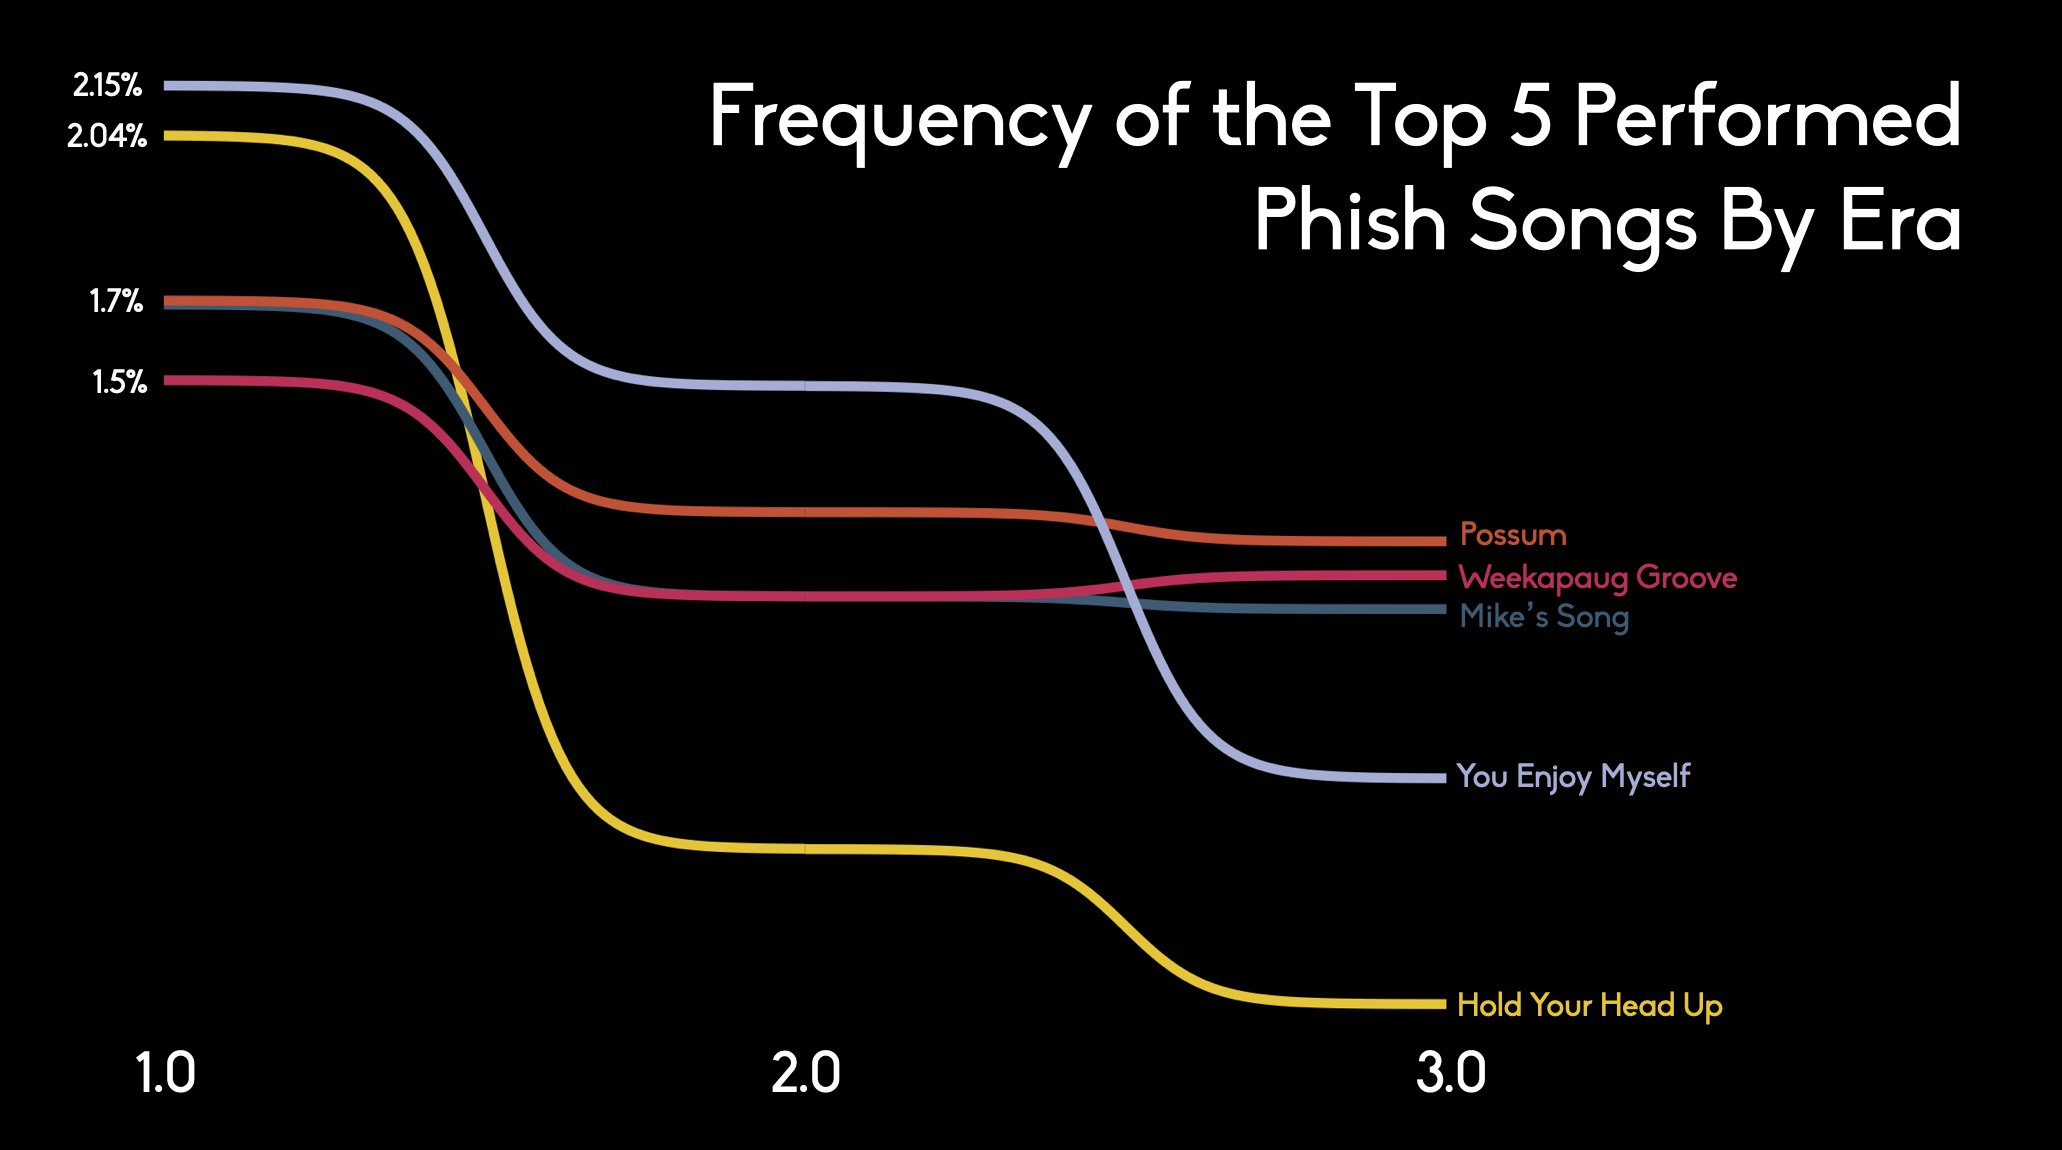 Frequency of the Top 5 Performed
Phish Songs By Era
2.15%
2.04%
1.7%
1.5%
Possum
Weekapaug Groove
Mike's Song
You Enjoy Myself
Hold Your Head Up
1.0
2.0
3.0